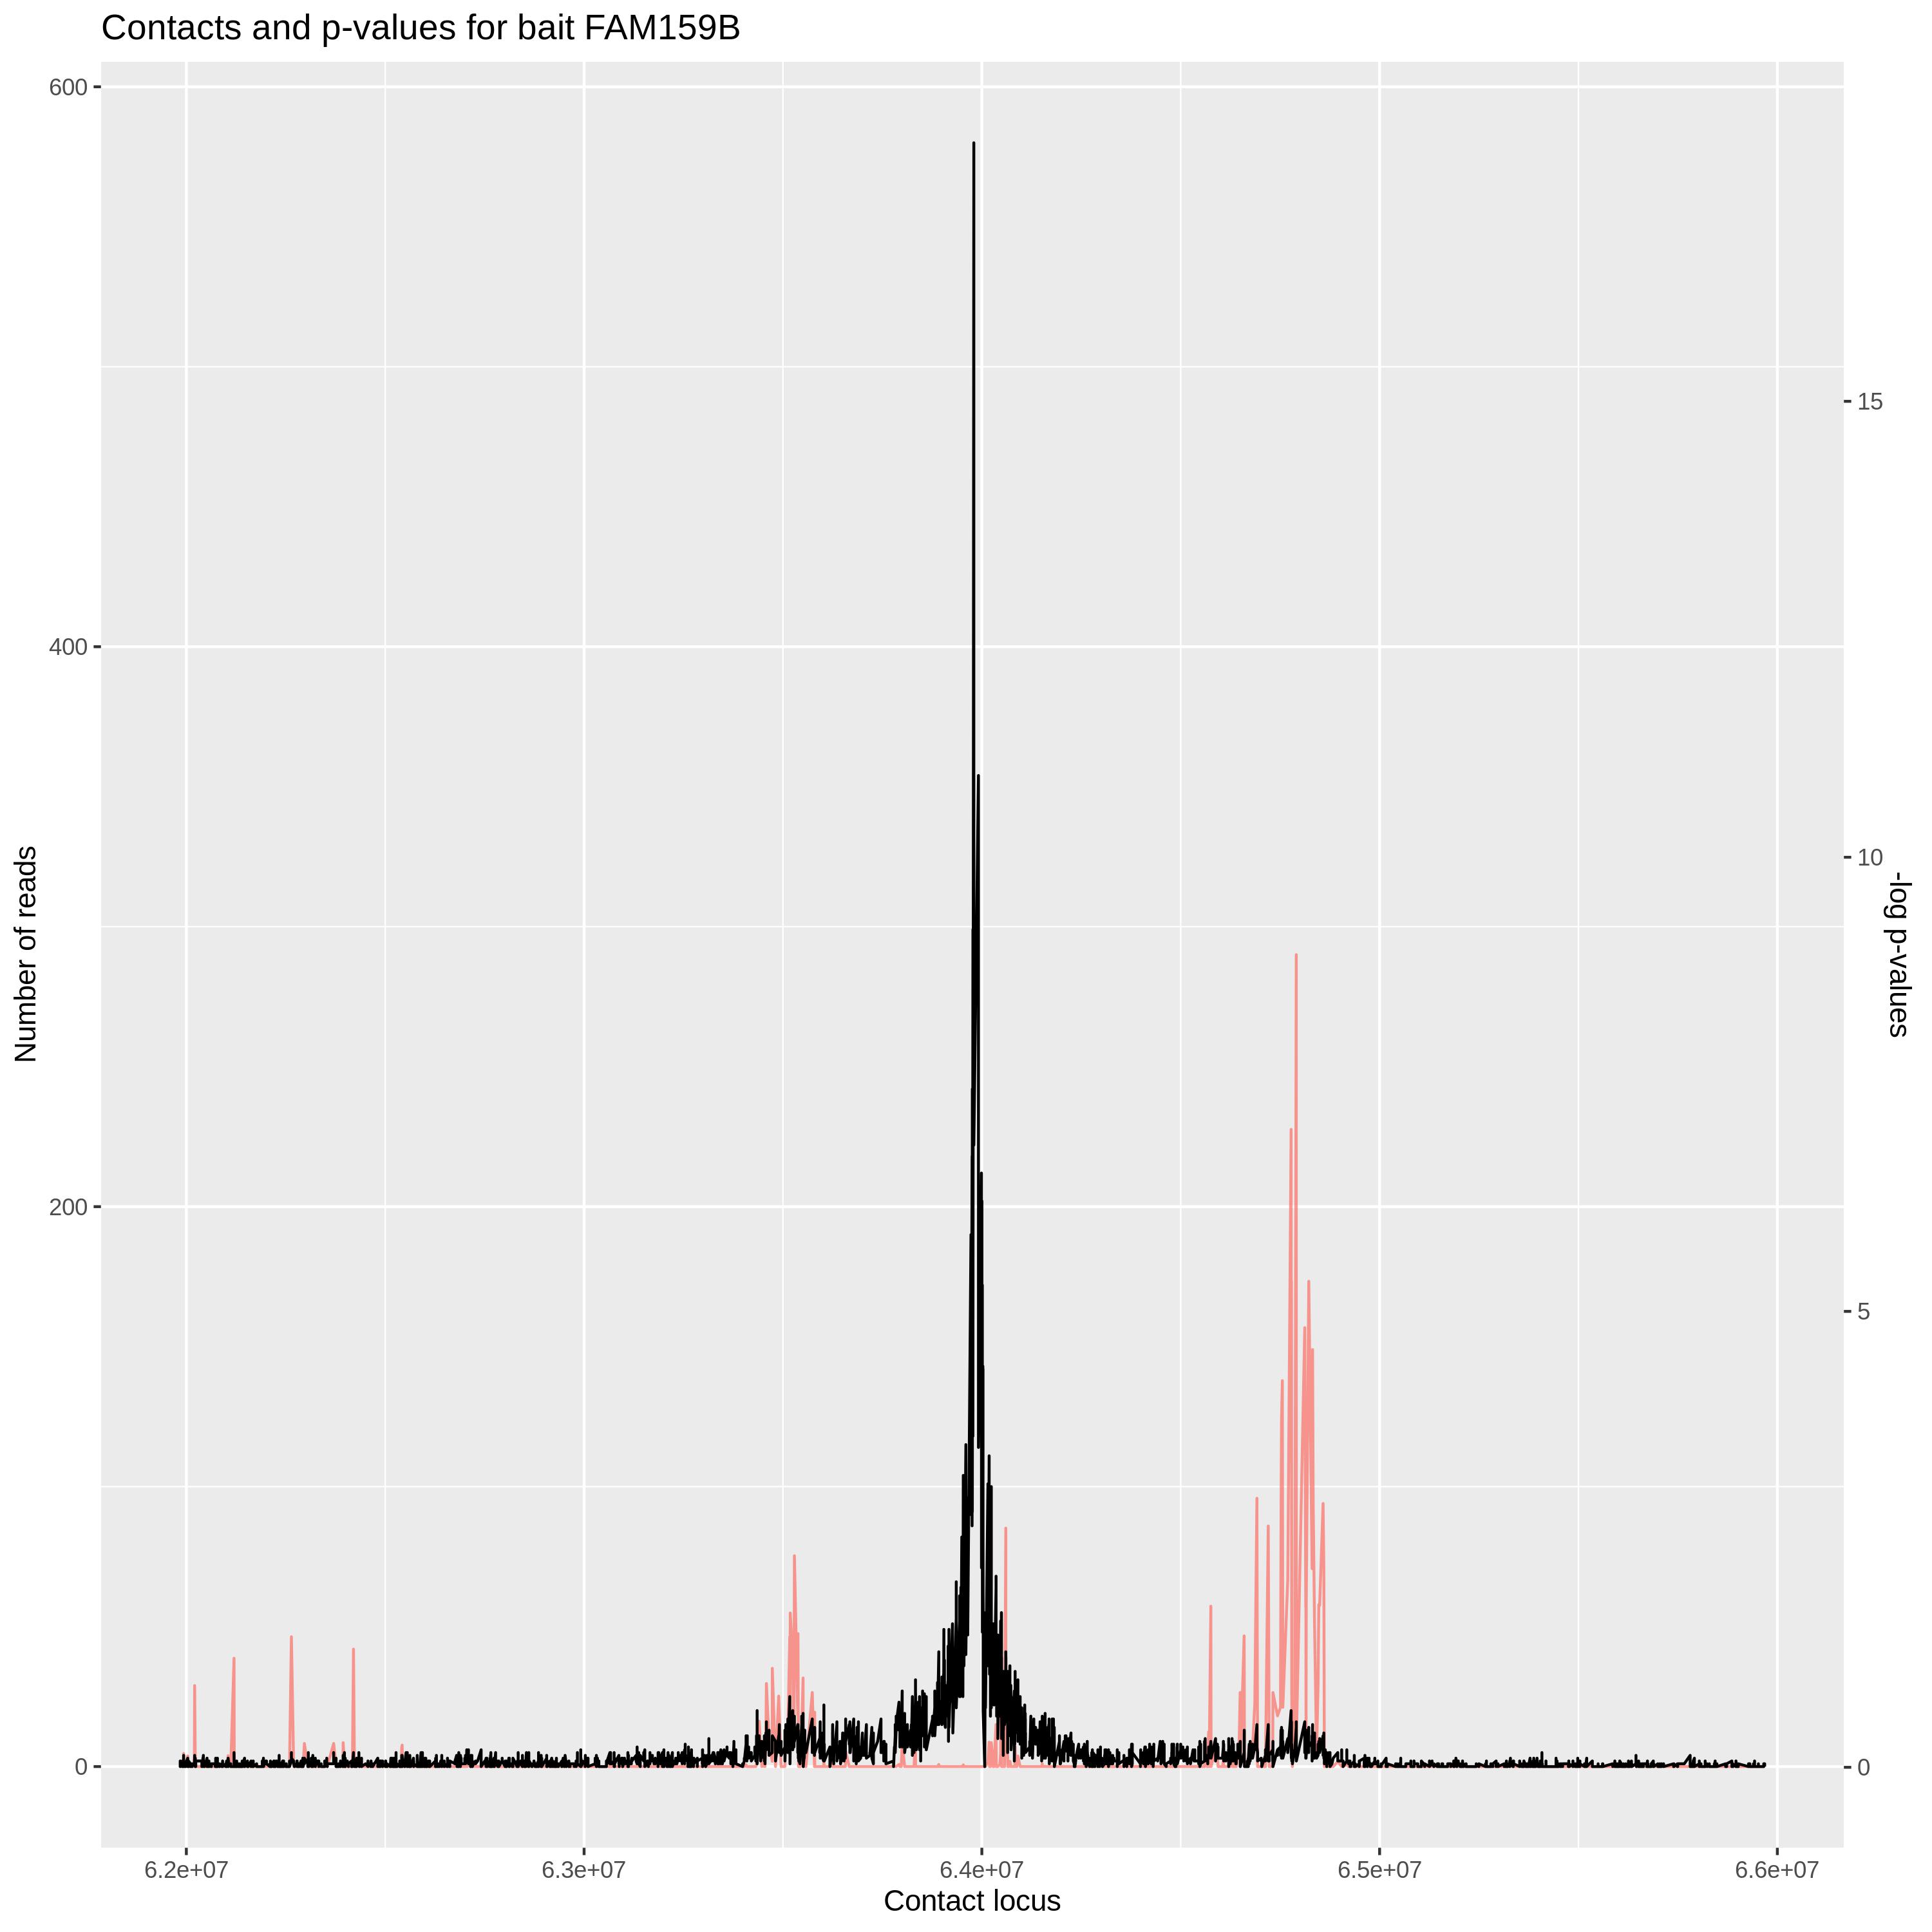 Contacts and p-values for bait FAM159B
600
400
200
0
Number of reads
15
10
5
0
-log p-values
6.2e+07
6.3e+07
6.4e+07
6.5e+07
6.6e+07
Contact locus